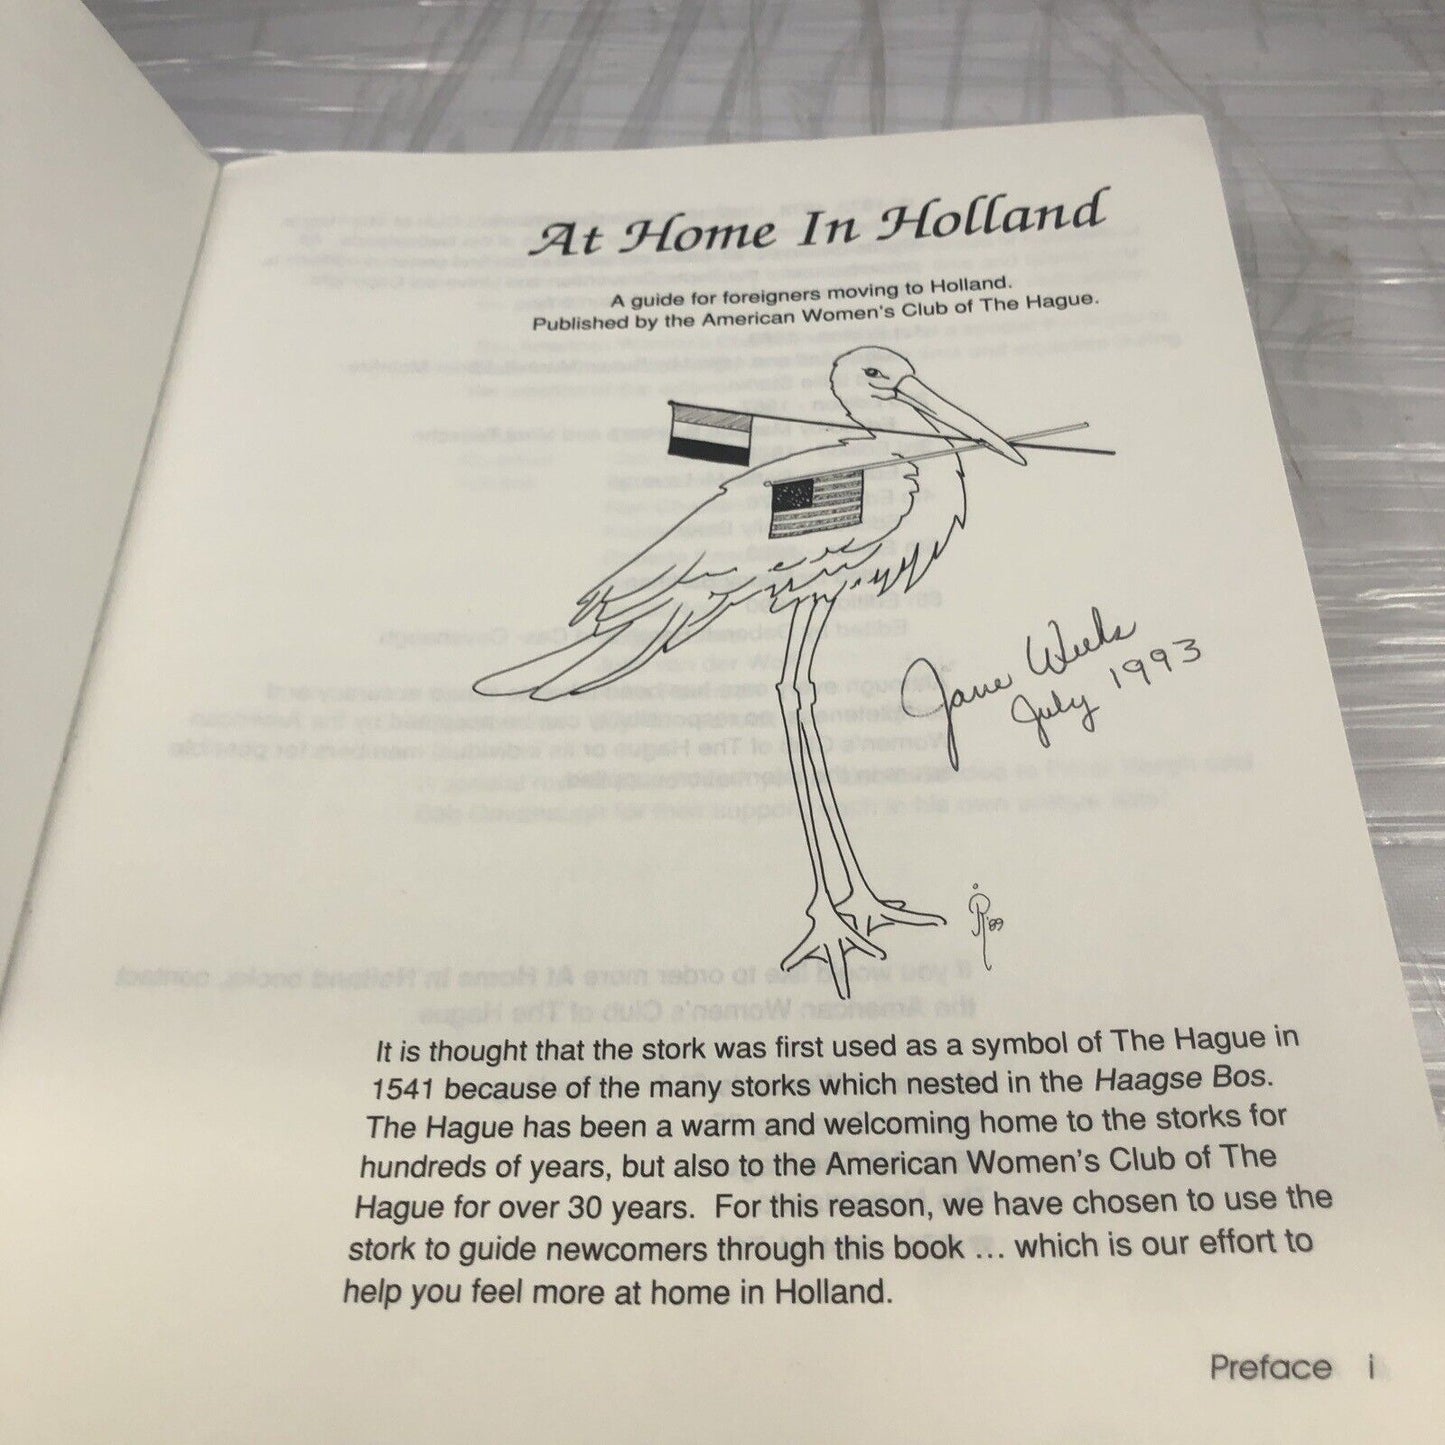 At Home In Holland
A guide for foreigners moving to Holland.
Published by the American Women's Club of The Hague.
Jane Weeks
July 1993
'89
It is thought that the stork was first used as a symbol of The Hague in
1541 because of the many storks which nested in the Haagse Bos.
The Hague has been a warm and welcoming home to the storks for
hundreds of years, but also to the American Women's Club of The
Hague for over 30 years. For this reason, we have chosen to use the
stork to guide newcomers through this book ... which is our effort to
help you feel more at home in Holland.
Preface i